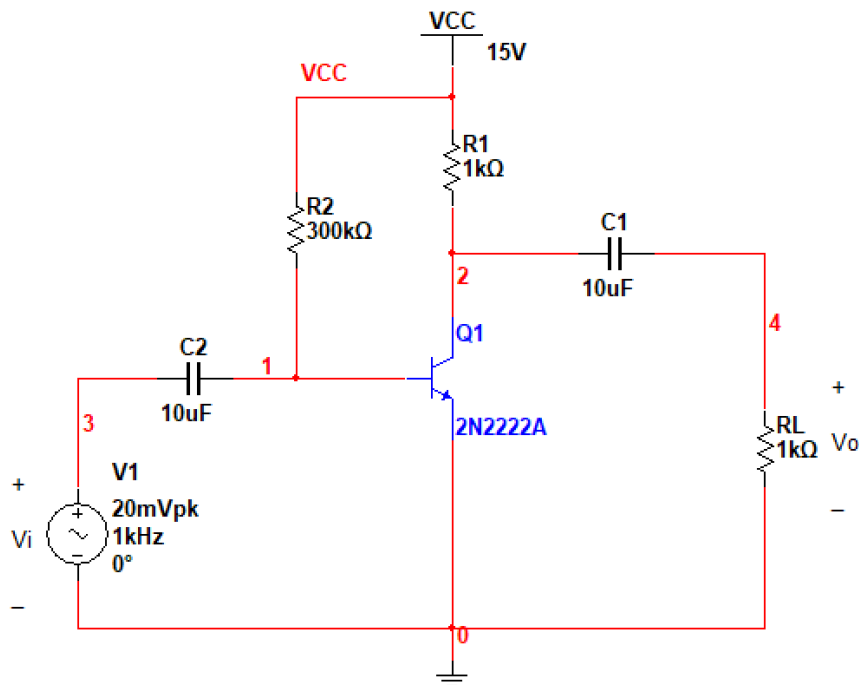 VCC
15V
VCC
R1
1kΩ
R2
300kΩ
C1
10uF
2
4
Q1
C2
1
10uF
3
2N2222A
+
Vo
–
RL
1kΩ
V1
20mVpk
1kHz
0°
+
Vi
–
+
~
–
0